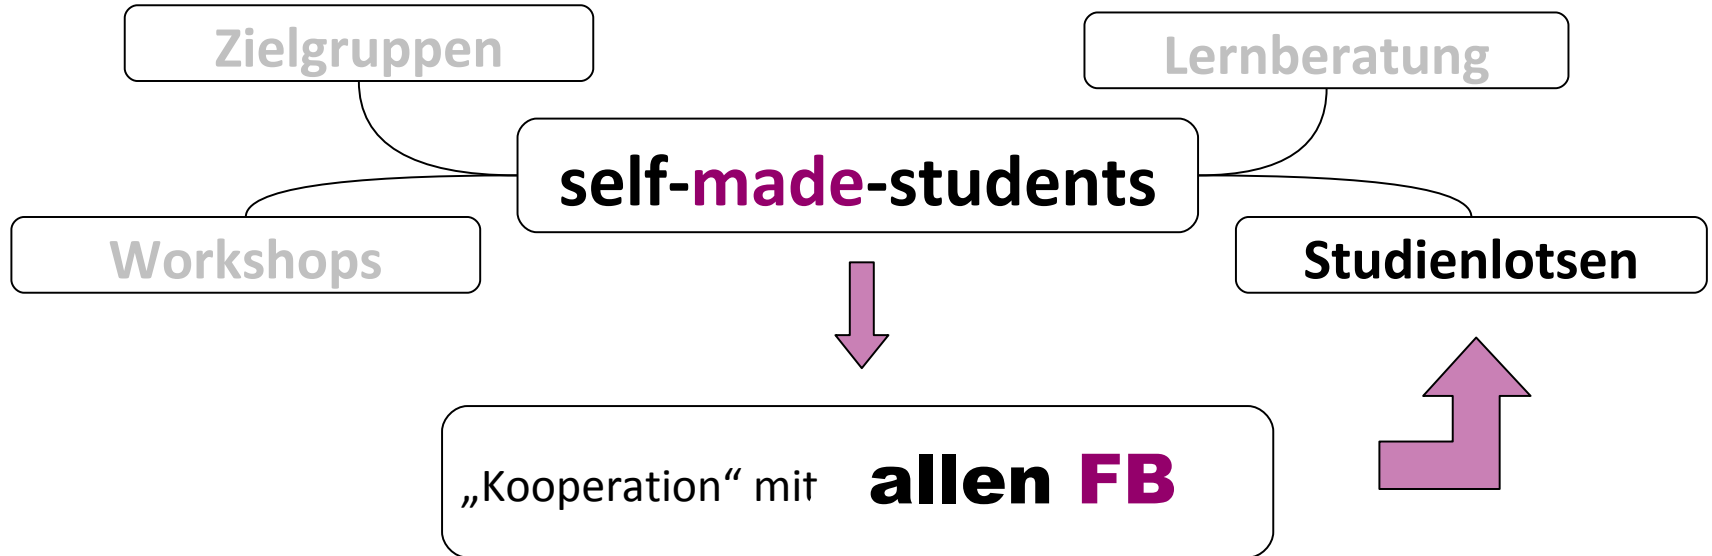 Zielgruppen
Lernberatung
self-made-students
Workshops
Studienlotsen
„Kooperation“ mit allen FB